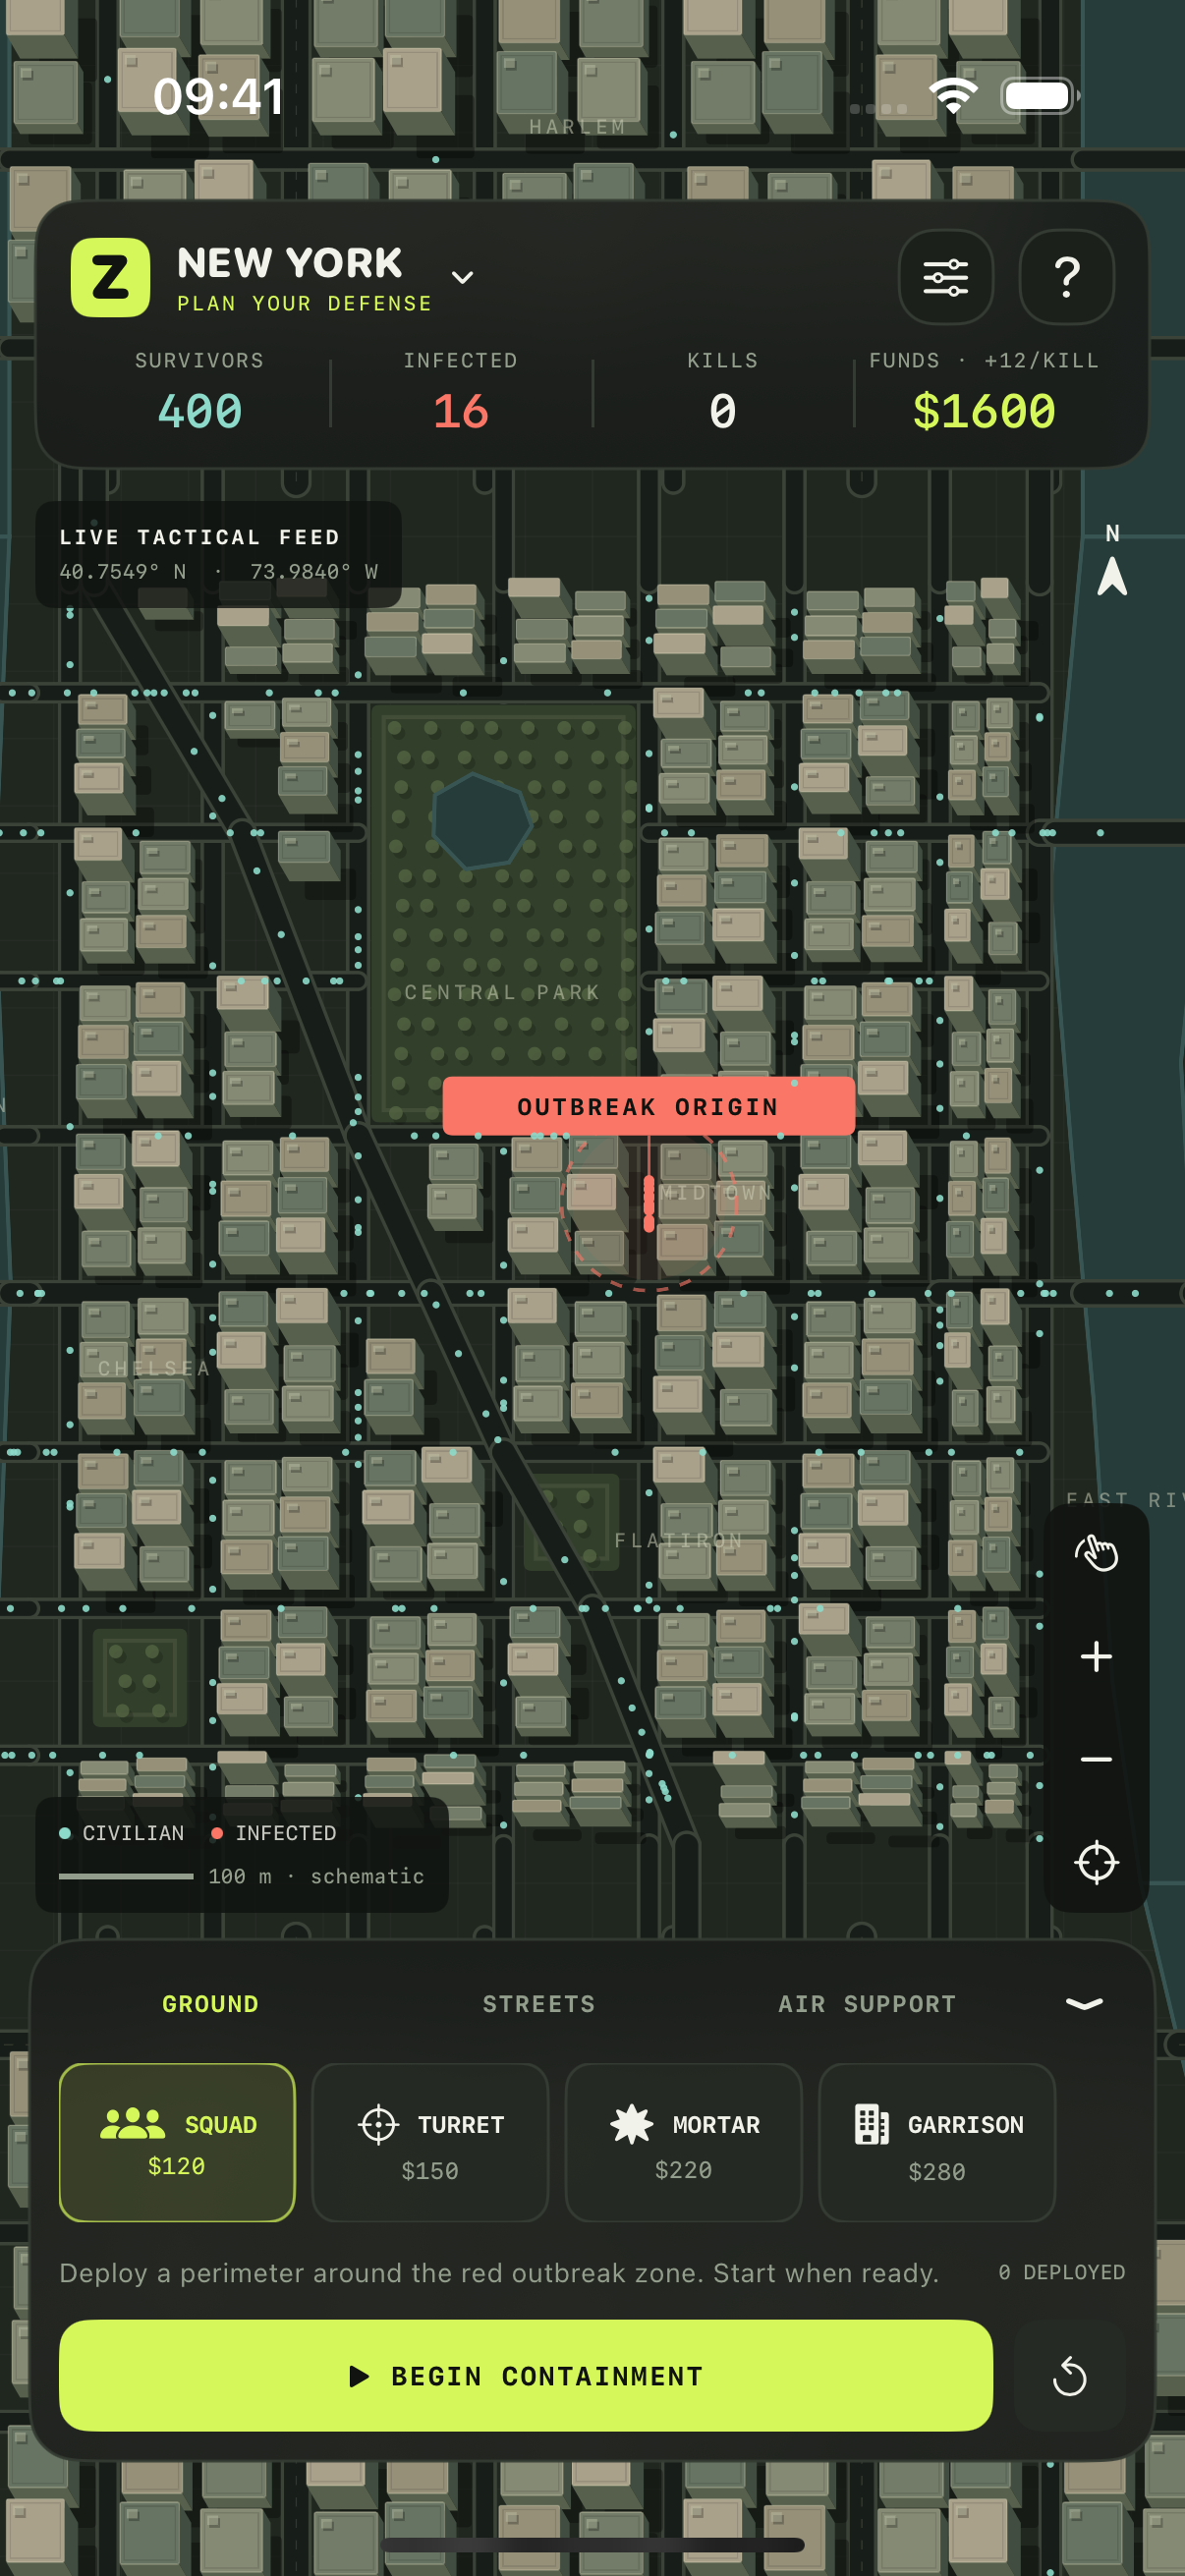 09:41
HARLEM
Z
NEW YORK
PLAN YOUR DEFENSE
?
SURVIVORS
INFECTED
KILLS
FUNDS · +12/KILL
400
16
0
$1600
LIVE TACTICAL FEED
40.7549° N · 73.9840° W
N
CENTRAL PARK
OUTBREAK ORIGIN
MIDTOWN
CHELSEA
EAST RIV
FLATIRON
CIVILIAN
INFECTED
100 m · schematic
GROUND
STREETS
AIR SUPPORT
SQUAD
$120
TURRET
$150
MORTAR
$220
GARRISON
$280
Deploy a perimeter around the red outbreak zone. Start when ready.
0 DEPLOYED
BEGIN CONTAINMENT